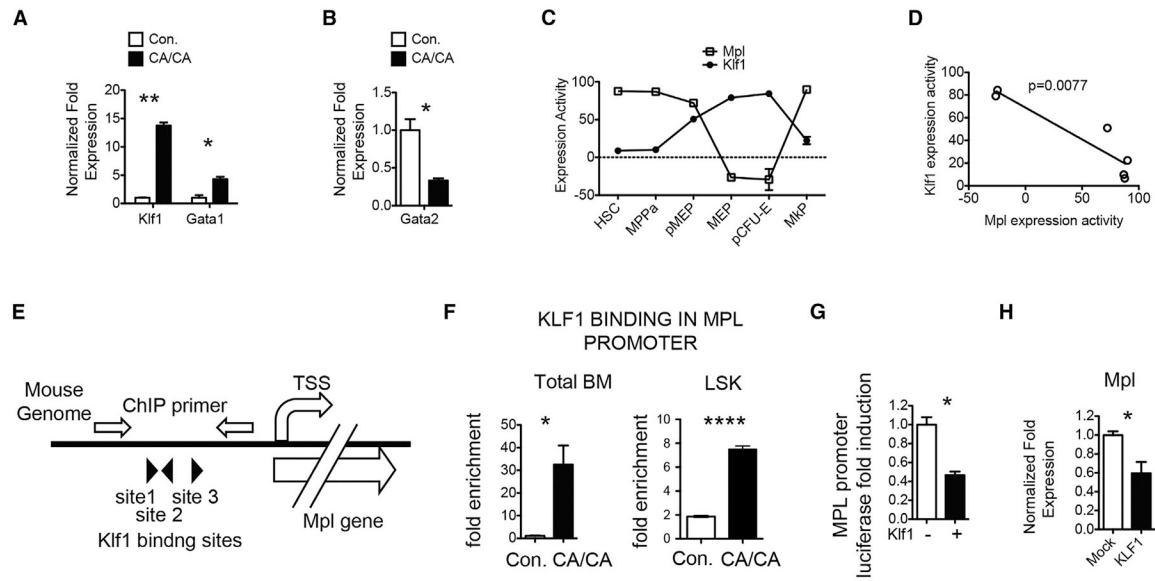 A
Con.
CA/CA
Normalized Fold
Expression
20
15
10
5
0
**
*
Klf1
Gata1
B
Con.
CA/CA
Normalized Fold
Expression
1.5
1.0
0.5
0.0
*
Gata2
C
Mpl
Klf1
Expression Activity
100
50
0
-50
HSC
MPPa
pMEP
MEP
pCFU-E
MkP
D
Klf1 expression activity
100
80
60
40
20
0
p=0.0077
-50
0
50
100
Mpl expression activity
E
Mouse
Genome
ChIP primer
TSS
site1
site 3
site 2
Klf1 bindng sites
Mpl gene
F
KLF1 BINDING IN MPL
PROMOTER
Total BM
fold enrichment
50
40
30
20
10
0
*
Con. CA/CA
LSK
fold enrichment
10
8
6
4
2
0
****
Con. CA/CA
G
MPL promoter
luciferase fold induction
1.2
1.0
0.8
0.6
0.4
0.2
0.0
*
Klf1 - +
H
Mpl
Normalized Fold
Expression
1.2
1.0
0.8
0.6
0.4
0.2
0.0
*
Mock
KLF1